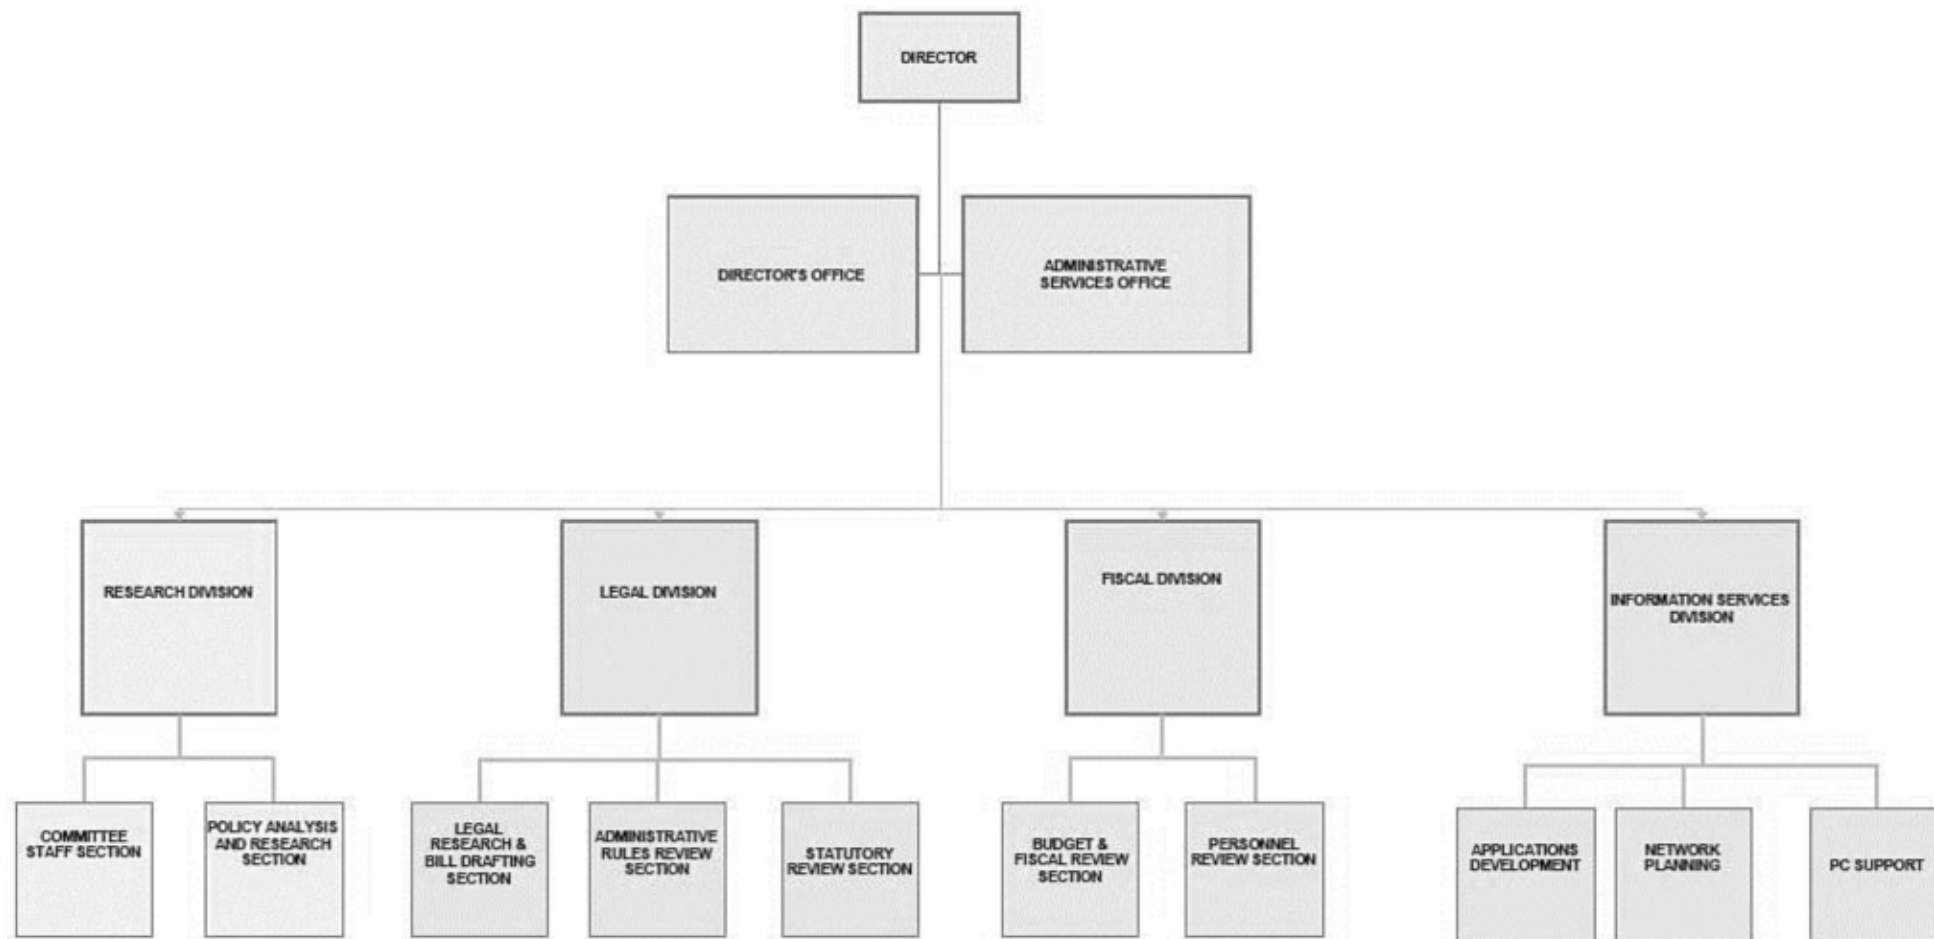 DIRECTOR
DIRECTOR'S OFFICE
ADMINISTRATIVE
SERVICES OFFICE
RESEARCH DIVISION
LEGAL DIVISION
FISCAL DIVISION
INFORMATION SERVICES
DIVISION
COMMITTEE
STAFF SECTION
POLICY ANALYSIS
AND RESEARCH
SECTION
LEGAL
RESEARCH &
BILL DRAFTING
SECTION
ADMINISTRATIVE
RULES REVIEW
SECTION
STATUTORY
REVIEW SECTION
BUDGET &
FISCAL REVIEW
SECTION
PERSONNEL
REVIEW SECTION
APPLICATIONS
DEVELOPMENT
NETWORK
PLANNING
PC SUPPORT